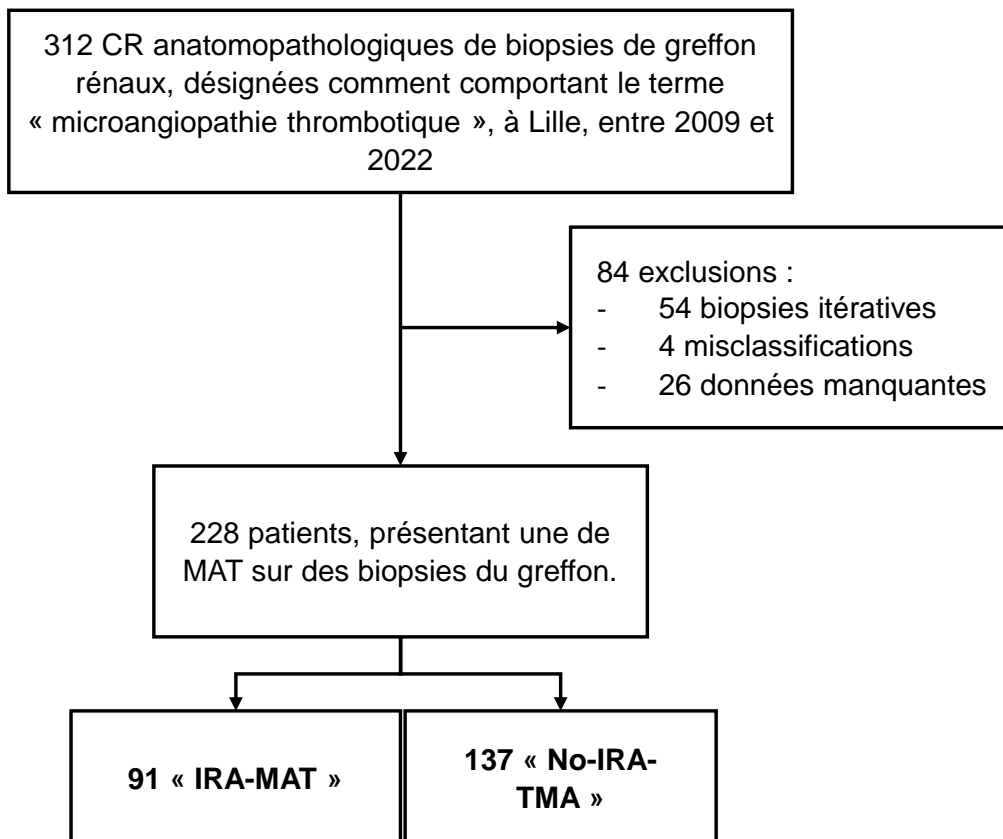 312 CR anatomopathologiques de biopsies de greffon
rénaux, désignées comment comportant le terme
« microangiopathie thrombotique », à Lille, entre 2009 et
2022
84 exclusions :
- 54 biopsies itératives
- 4 misclassifications
- 26 données manquantes
228 patients, présentant une de
MAT sur des biopsies du greffon.
91 « IRA-MAT »
137 « No-IRA-
TMA »